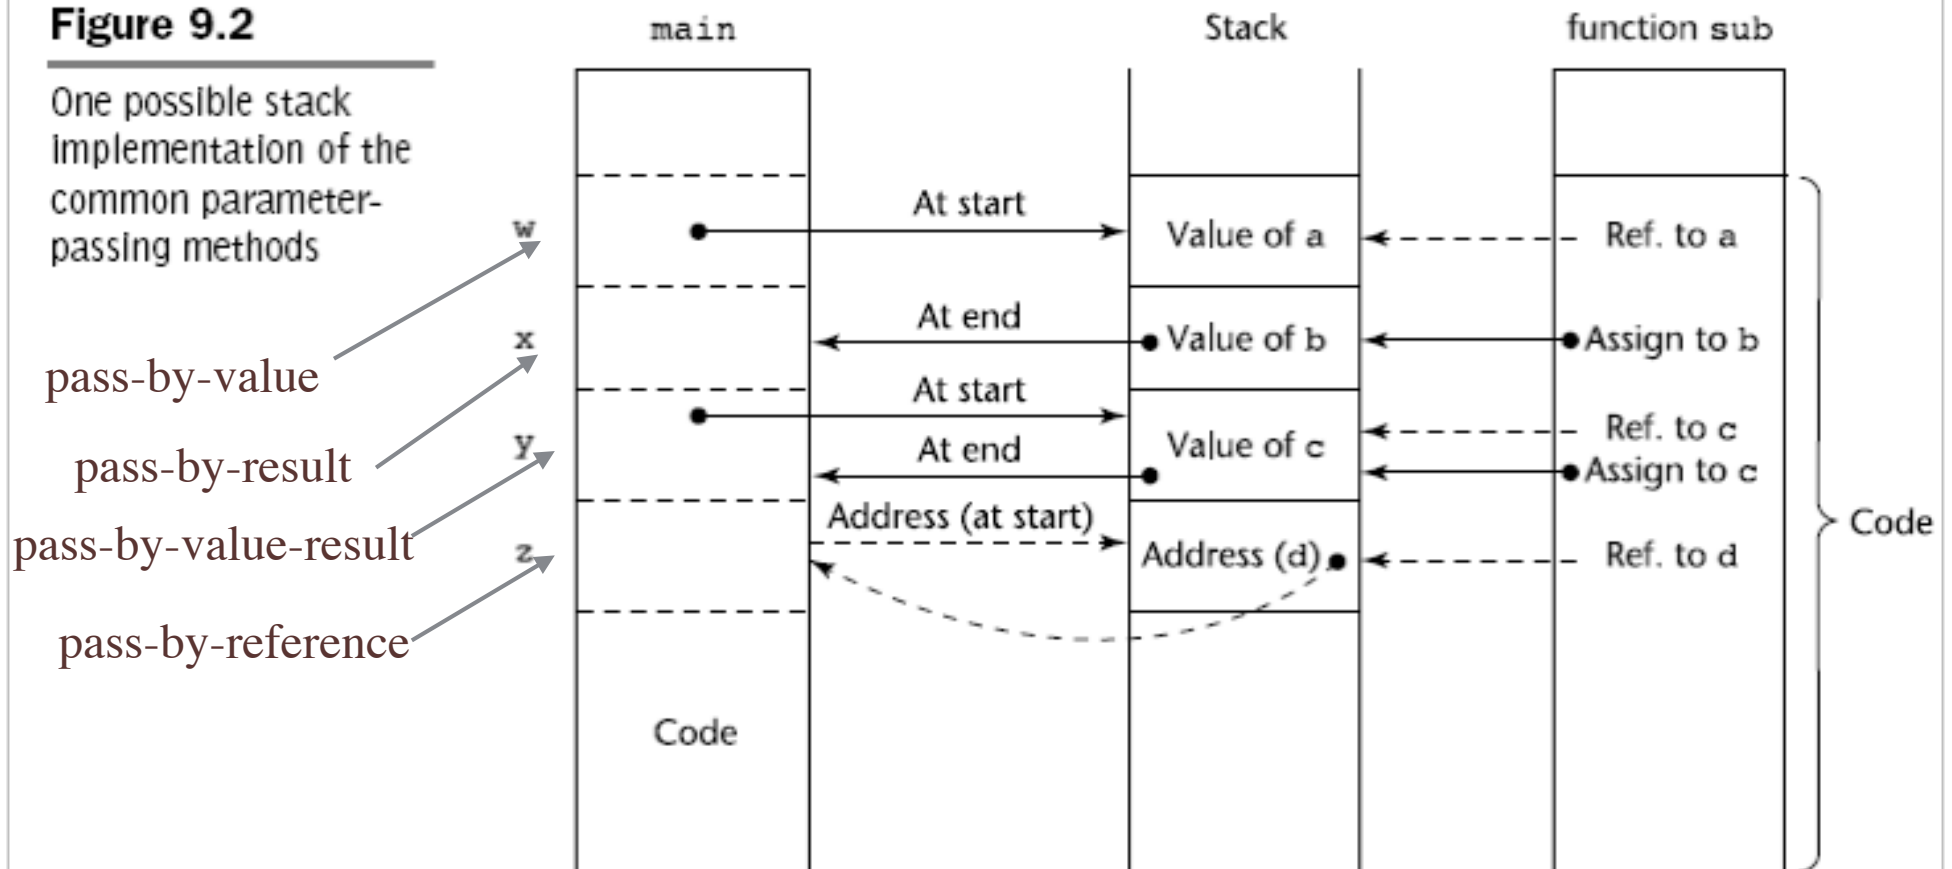 Figure 9.2
One possible stack
implementation of the
common parameter-
passing methods
main
Stack
function sub
w
At start
Value of a
Ref. to a
x
At end
Value of b
Assign to b
pass-by-value
At start
y
At end
Value of c
Ref. to c
Assign to c
pass-by-result
Address (at start)
z
Address (d)
Ref. to d
Code
pass-by-value-result
pass-by-reference
Code